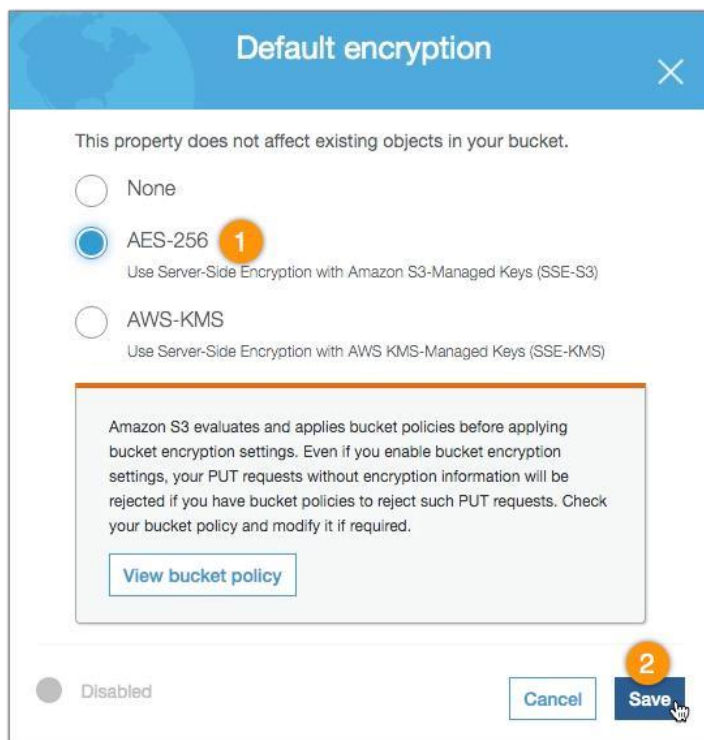 Default encryption
This property does not affect existing objects in your bucket.
None
AES-256 1
Use Server-Side Encryption with Amazon S3-Managed Keys (SSE-S3)
AWS-KMS
Use Server-Side Encryption with AWS KMS-Managed Keys (SSE-KMS)
Amazon S3 evaluates and applies bucket policies before applying
bucket encryption settings. Even if you enable bucket encryption
settings, your PUT requests without encryption information will be
rejected if you have bucket policies to reject such PUT requests. Check
your bucket policy and modify it if required.
View bucket policy
2
Disabled Cancel Save